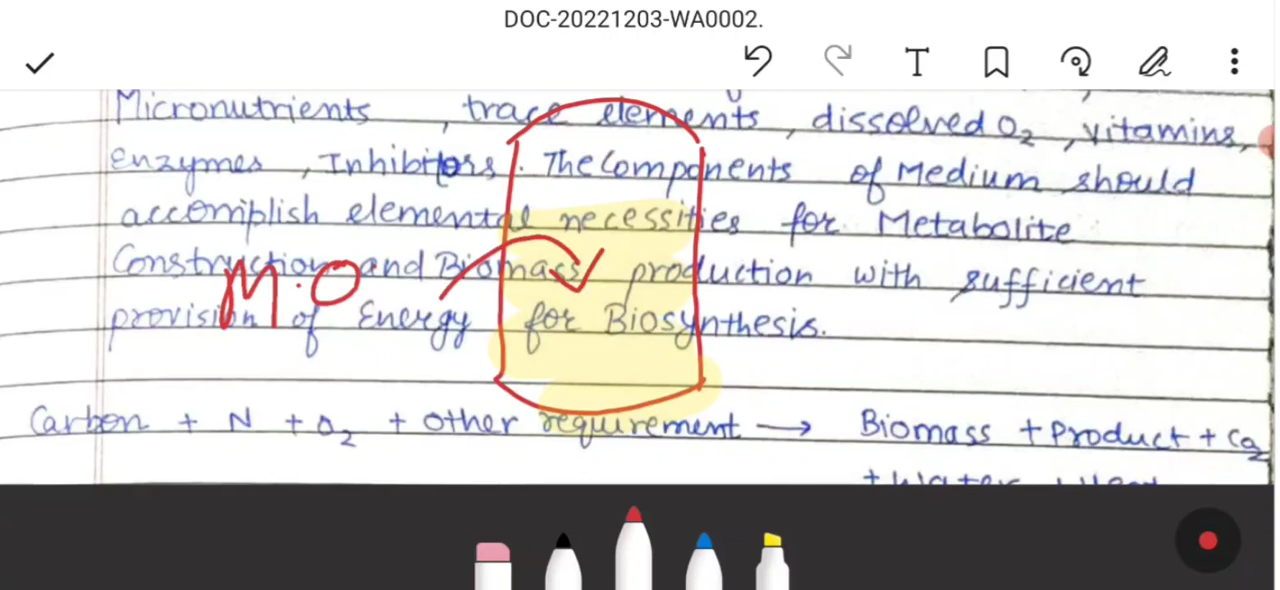 DOC-20221203-WA0002.
Micronutrients, trace elements, dissolved O2, vitamins,
Enzymes, Inhibitors. The Components of Medium should
accomplish elemental necessities for Metabolite
Construction and Biomass production with sufficient
M.O
provision of Energy for Biosynthesis.
Carbon + N + O2 + other requirement → Biomass + Product + CO2
+ Water + Heat